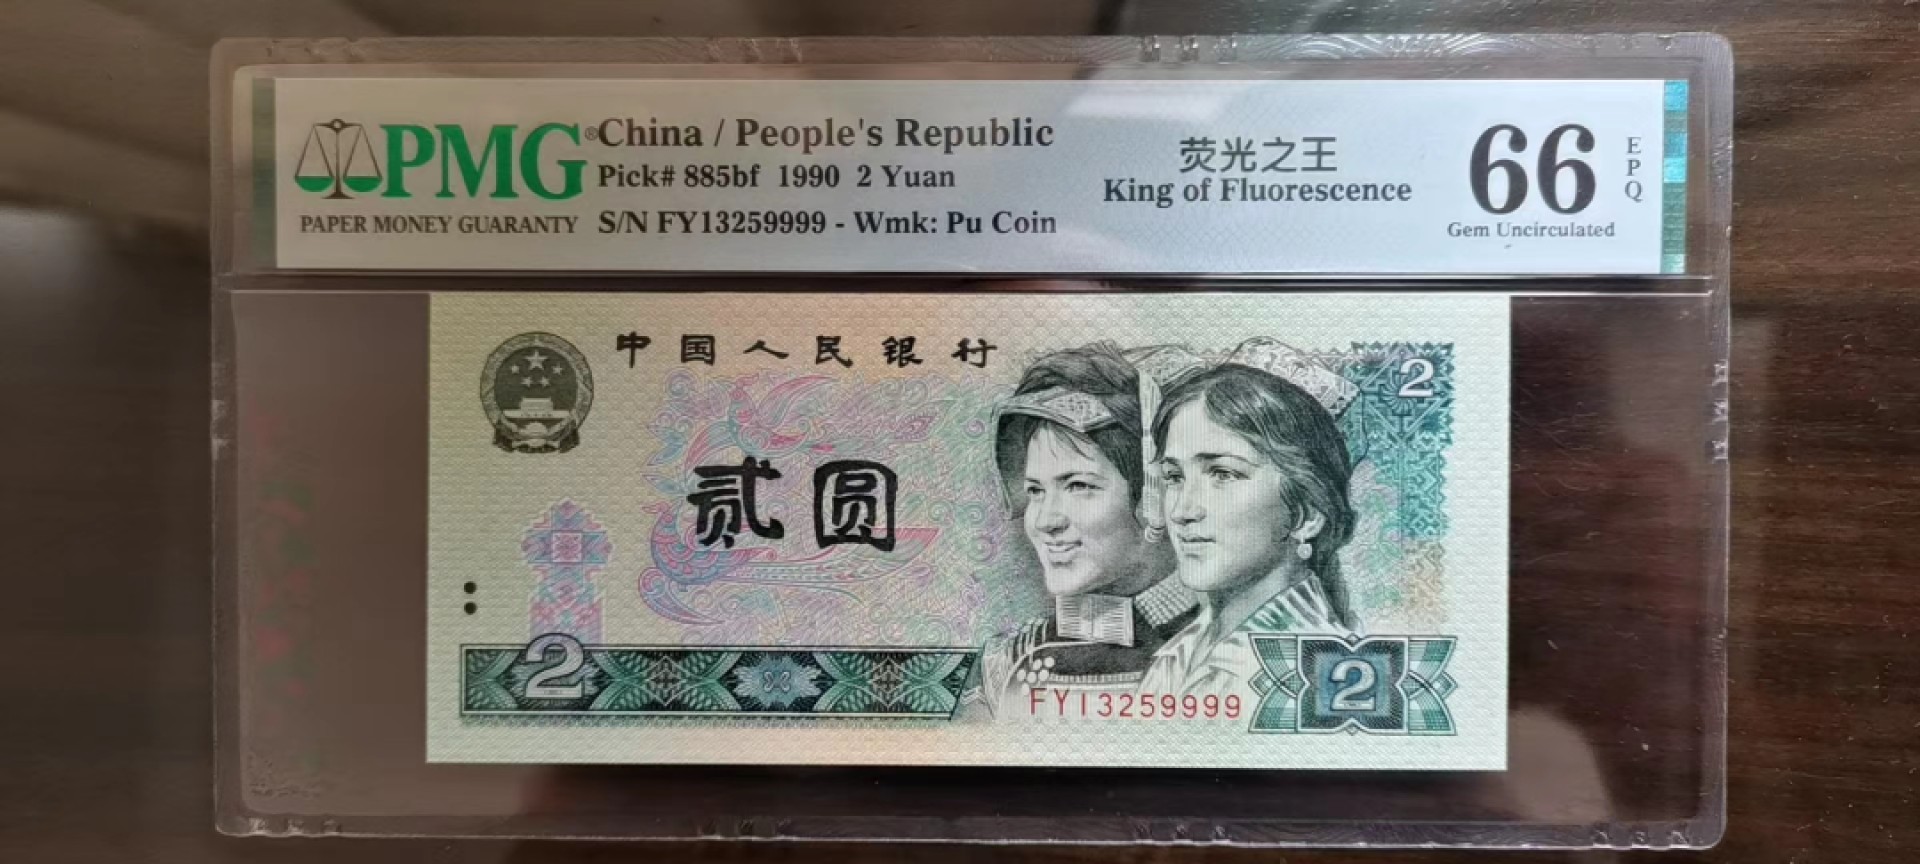 PMG®
PAPER MONEY GUARANTY
China / People's Republic
Pick# 885bf 1990 2 Yuan
S/N FY13259999 - Wmk: Pu Coin
荧光之王
King of Fluorescence
66
EPQ
Gem Uncirculated
中国人民银行
2
贰圆
2
FY13259999
2